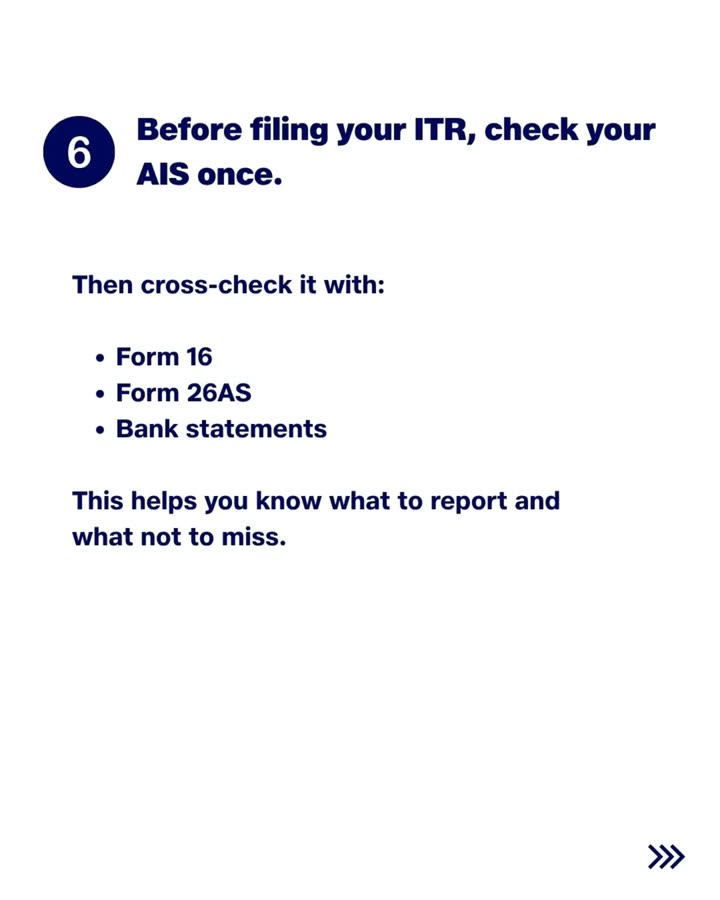 6
Before filing your ITR, check your
AIS once.
Then cross-check it with:
• Form 16
• Form 26AS
• Bank statements
This helps you know what to report and
what not to miss.